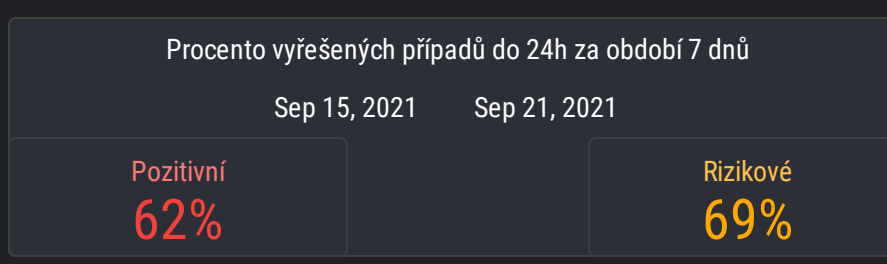 Procento vyřešených případů do 24h za období 7 dnů
Sep 15, 2021 Sep 21, 2021
Pozitivní Rizikové
62% 69%